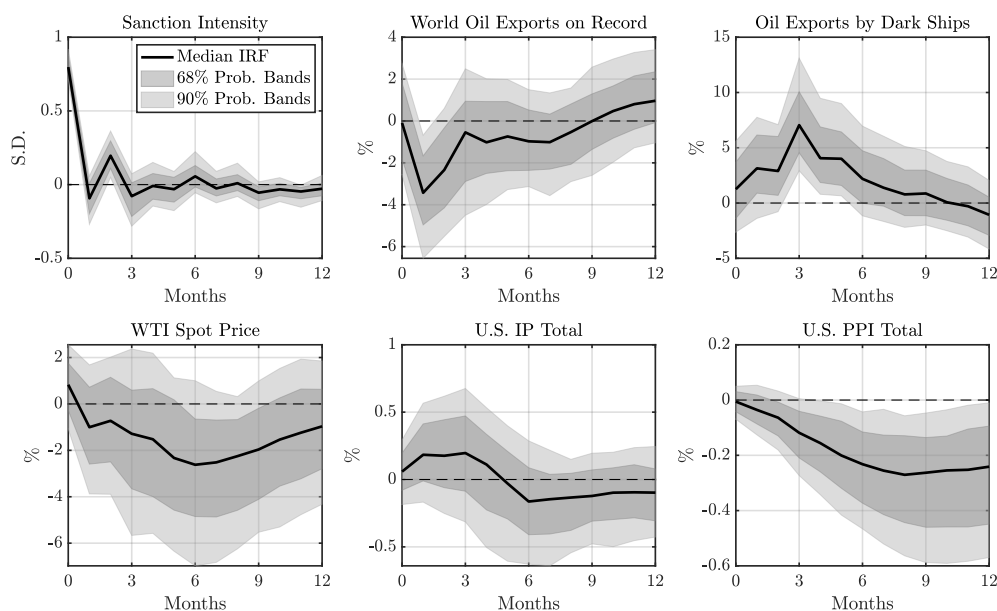 Sanction Intensity
1
0.5
0
-0.5
S.D.
Median IRF
68% Prob. Bands
90% Prob. Bands
0 3 6 9 12
Months
World Oil Exports on Record
4
2
0
-2
-4
-6
%
0 3 6 9 12
Months
Oil Exports by Dark Ships
15
10
5
0
-5
%
0 3 6 9 12
Months
WTI Spot Price
2
0
-2
-4
-6
%
0 3 6 9 12
Months
U.S. IP Total
1
0.5
0
-0.5
%
0 3 6 9 12
Months
U.S. PPI Total
0.2
0
-0.2
-0.4
-0.6
%
0 3 6 9 12
Months